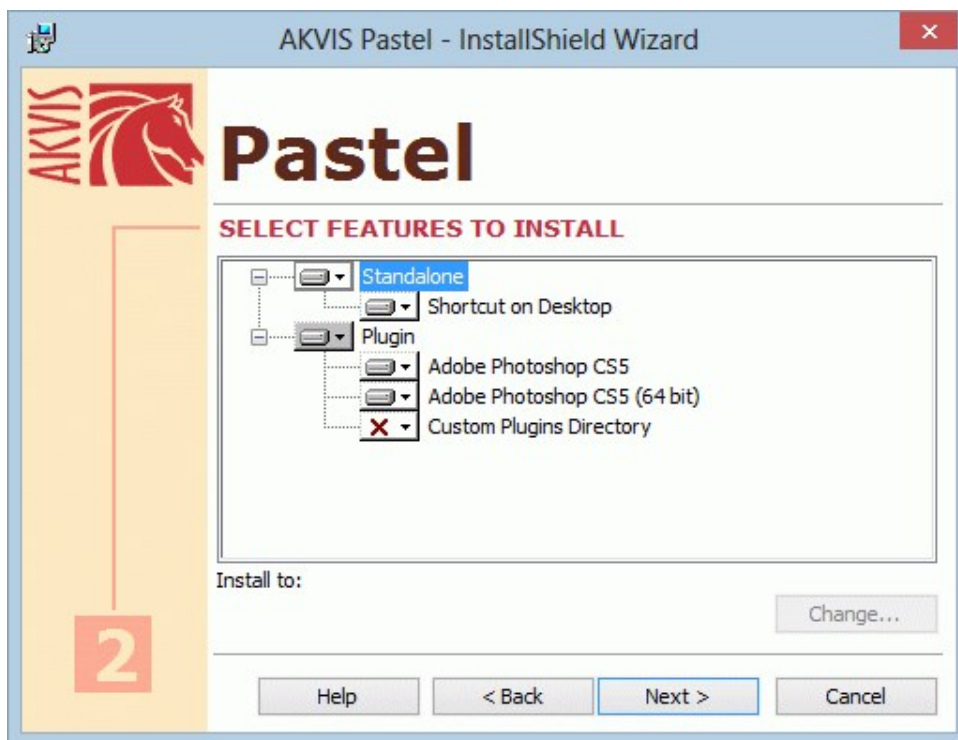 AKVIS Pastel - InstallShield Wizard
AKVIS
Pastel
SELECT FEATURES TO INSTALL
Standalone
Shortcut on Desktop
Plugin
Adobe Photoshop CS5
Adobe Photoshop CS5 (64 bit)
Custom Plugins Directory
Install to:
Change...
2
Help
< Back
Next >
Cancel